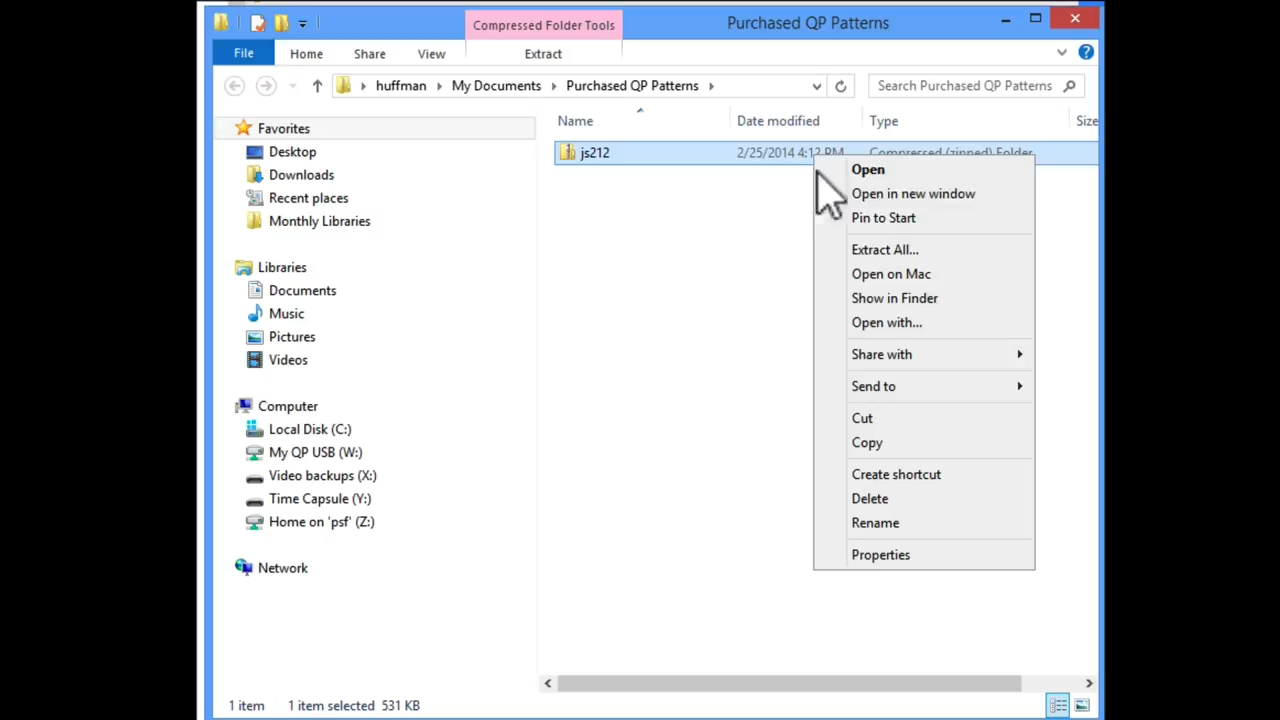 Compressed Folder Tools
Purchased QP Patterns
File
Home
Share
View
Extract
huffman
My Documents
Purchased QP Patterns
Search Purchased QP Patterns
Name
Date modified
Type
Size
Favorites
Desktop
Downloads
Recent places
Monthly Libraries
Libraries
Documents
Music
Pictures
Videos
Computer
Local Disk (C:)
My QP USB (W:)
Video backups (X:)
Time Capsule (Y:)
Home on 'psf' (Z:)
Network
js212
2/25/2014 4:12 PM
Compressed (zipped) Folder
Open
Open in new window
Pin to Start
Extract All...
Open on Mac
Show in Finder
Open with...
Share with
Send to
Cut
Copy
Create shortcut
Delete
Rename
Properties
1 item
1 item selected 531 KB